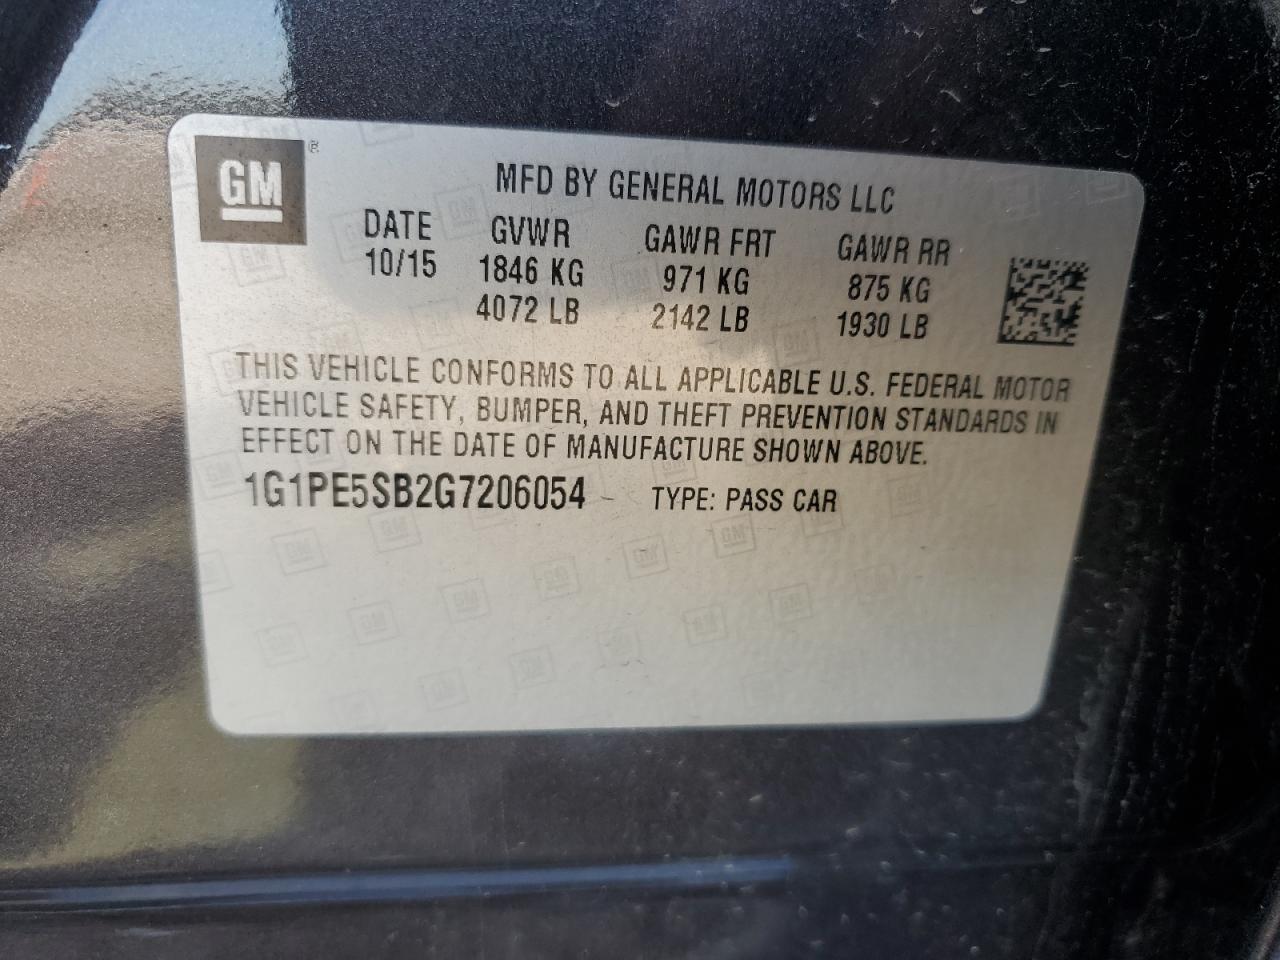 GM®
MFD BY GENERAL MOTORS LLC
DATE GVWR GAWR FRT GAWR RR
10/15 1846 KG 971 KG 875 KG
4072 LB 2142 LB 1930 LB
THIS VEHICLE CONFORMS TO ALL APPLICABLE U.S. FEDERAL MOTOR
VEHICLE SAFETY, BUMPER, AND THEFT PREVENTION STANDARDS IN
EFFECT ON THE DATE OF MANUFACTURE SHOWN ABOVE.
1G1PE5SB2G7206054 TYPE: PASS CAR